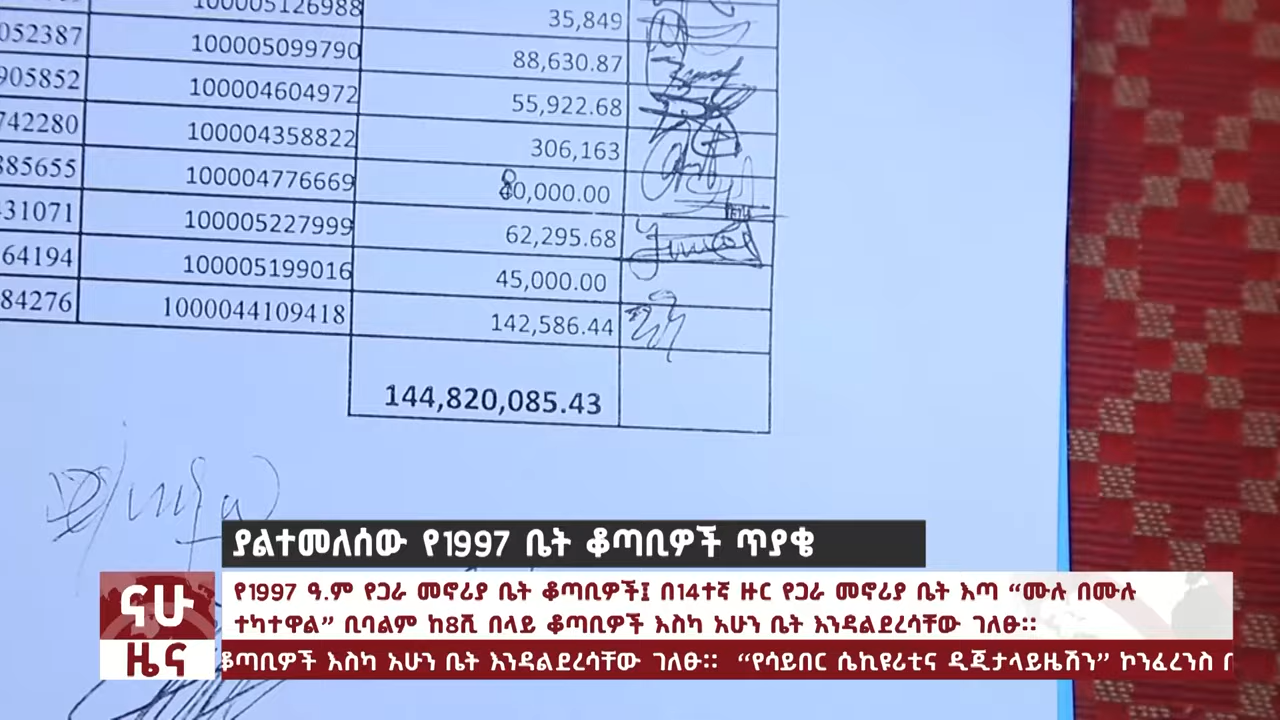 100005126988 35,849
052387 100005099790 88,630.87
905852 100004604972 55,922.68
742280 100004358822 306,163
885655 100004776669 80,000.00
431071 100005227999 62,295.68
64194 100005199016 45,000.00
84276 1000044109418 142,586.44
144,820,085.43
ያልተመለሰው የ1997 ቤት ቆጣቢዎች ጥያቄ
ናሁ
ዜና
የ1997 ዓ.ም የጋራ መኖሪያ ቤት ቆጣቢዎች፤ በ14ተኛ ዙር የጋራ መኖሪያ ቤት እጣ “ሙሉ በሙሉ
ተካተዋል” ቢባልም ከ8ሺ በላይ ቆጣቢዎች እስካ አሁን ቤት እንዳልደረሳቸው ገለፁ።
ቆጣቢዎች እስካ አሁን ቤት እንዳልደረሳቸው ገለፁ። “የሳይበር ሴኪዩሪቲና ዲጂታላይዜሽን” ኮንፈረንስ በ